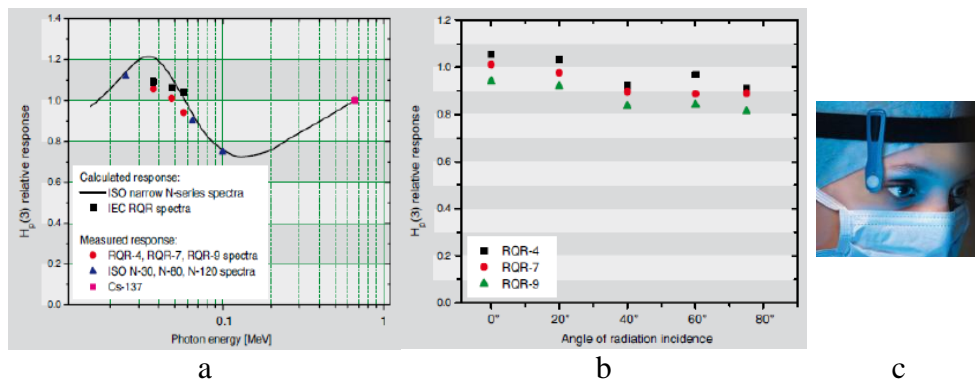 1.4
1.2
1.0
0.8
0.6
0.4
0.2
0.0
Hp(3) relative response
Calculated response:
ISO narrow N-series spectra
IEC RQR spectra
Measured response:
RQR-4, RQR-7, RQR-9 spectra
ISO N-30, N-80, N-120 spectra
Cs-137
0.1
1
Photon energy [MeV]
a
1.2
1.0
0.8
0.6
0.4
0.2
0.0
Hp(3) relative response
RQR-4
RQR-7
RQR-9
0°
20°
40°
60°
80°
Angle of radiation incidence
b
c